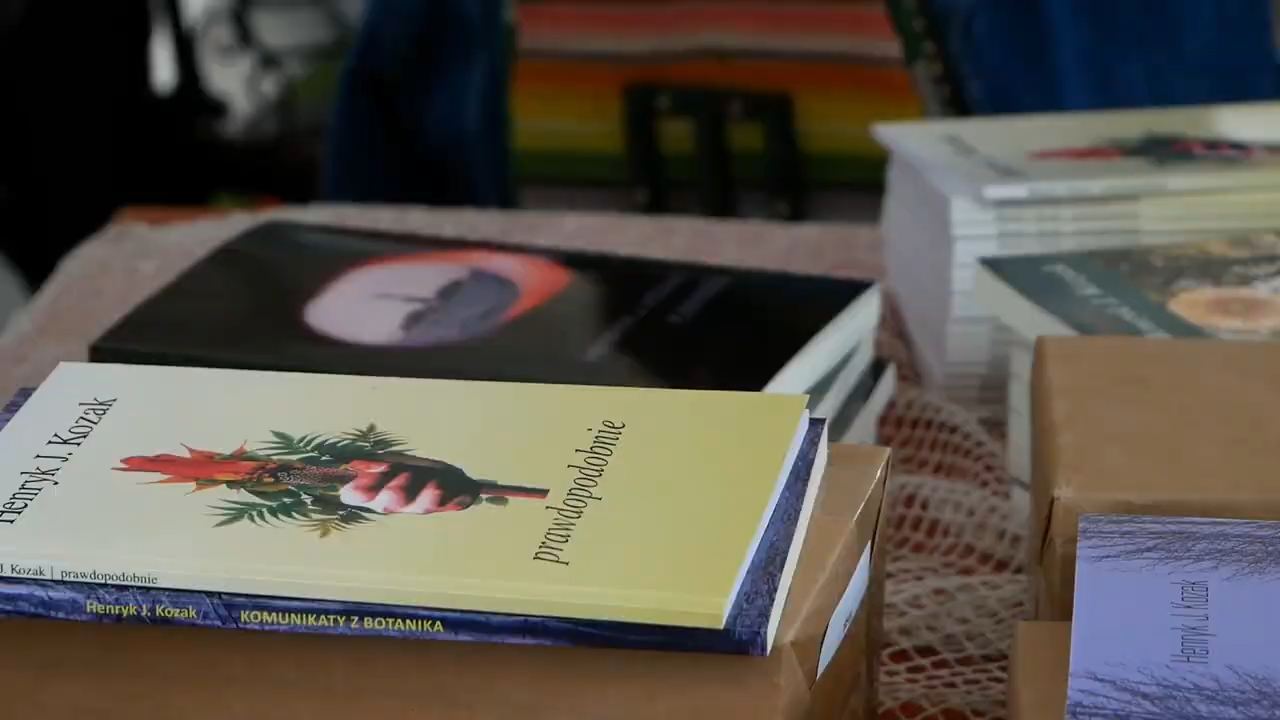 Henryk J. Kozak
prawdopodobnie
J. Kozak | prawdopodobnie
Henryk J. Kozak KOMUNIKATY Z BOTANIKA
Henryk J. Kozak